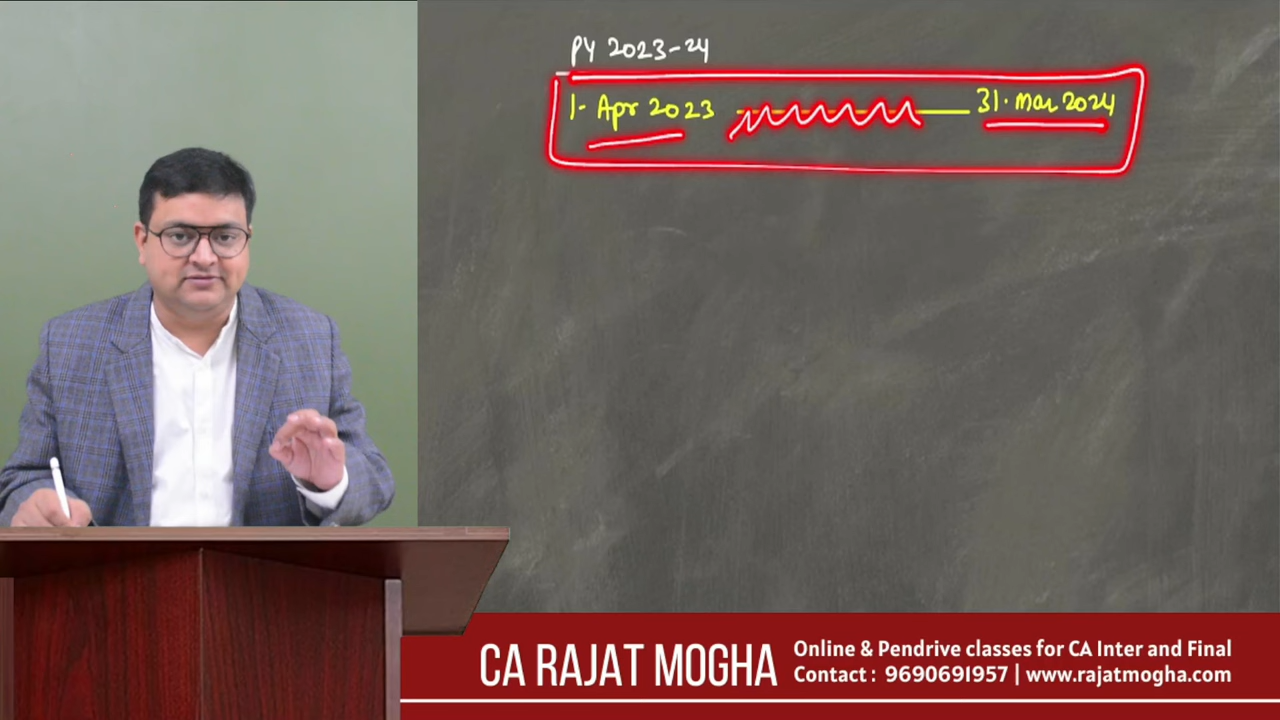 PY 2023-24
1. Apr 2023 31. Mar 2024
CA RAJAT MOGHA
Online & Pendrive classes for CA Inter and Final
Contact : 9690691957 | www.rajatmogha.com